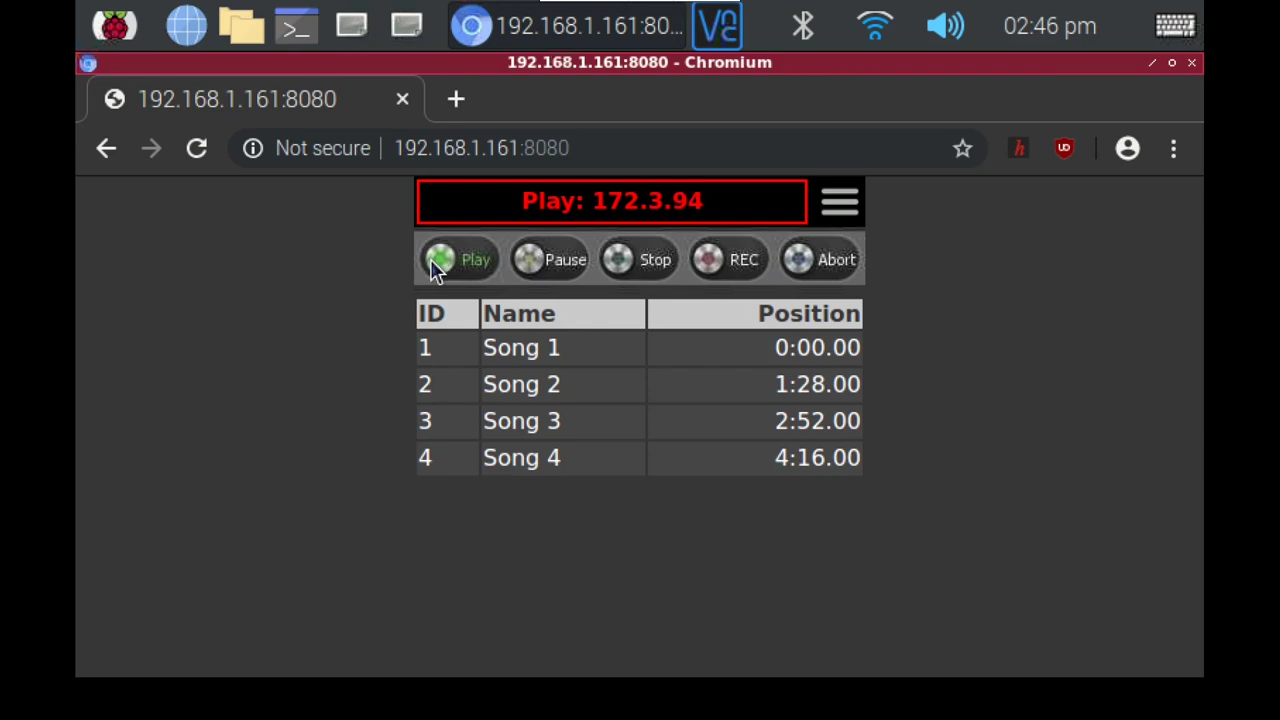 192.168.1.161:80...
02:46 pm
192.168.1.161:8080 - Chromium
192.168.1.161:8080
Not secure 192.168.1.161:8080
Play: 172.3.94
Play Pause Stop REC Abort
ID Name Position
1 Song 1 0:00.00
2 Song 2 1:28.00
3 Song 3 2:52.00
4 Song 4 4:16.00